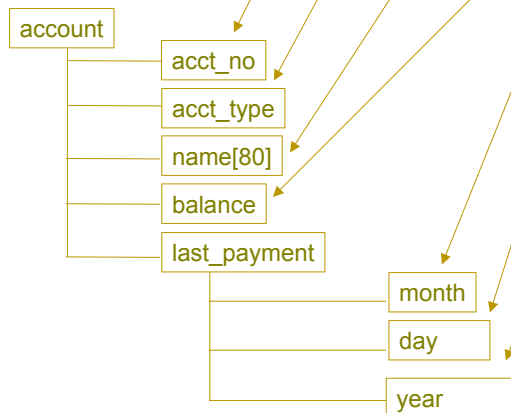 account
acct_no
acct_type
name[80]
balance
last_payment
month
day
year